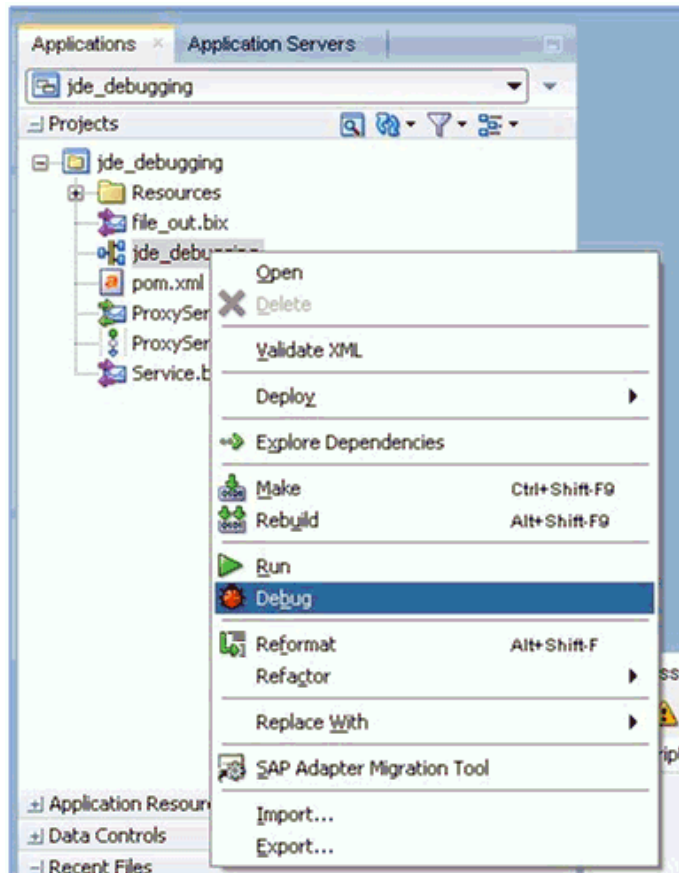 Applications
Application Servers
jde_debugging
Projects
jde_debugging
Resources
file_out.bix
jde_debugging
pom.xml
ProxySer
ProxySer
Service.b
Open
Delete
Validate XML
Deploy
Explore Dependencies
Make Ctrl+Shift-F9
Rebuild Alt+Shift-F9
Run
Debug
Reformat Alt+Shift-F
Refactor
Replace With
SAP Adapter Migration Tool
Import...
Export...
Application Resour
Data Controls
Recent Files